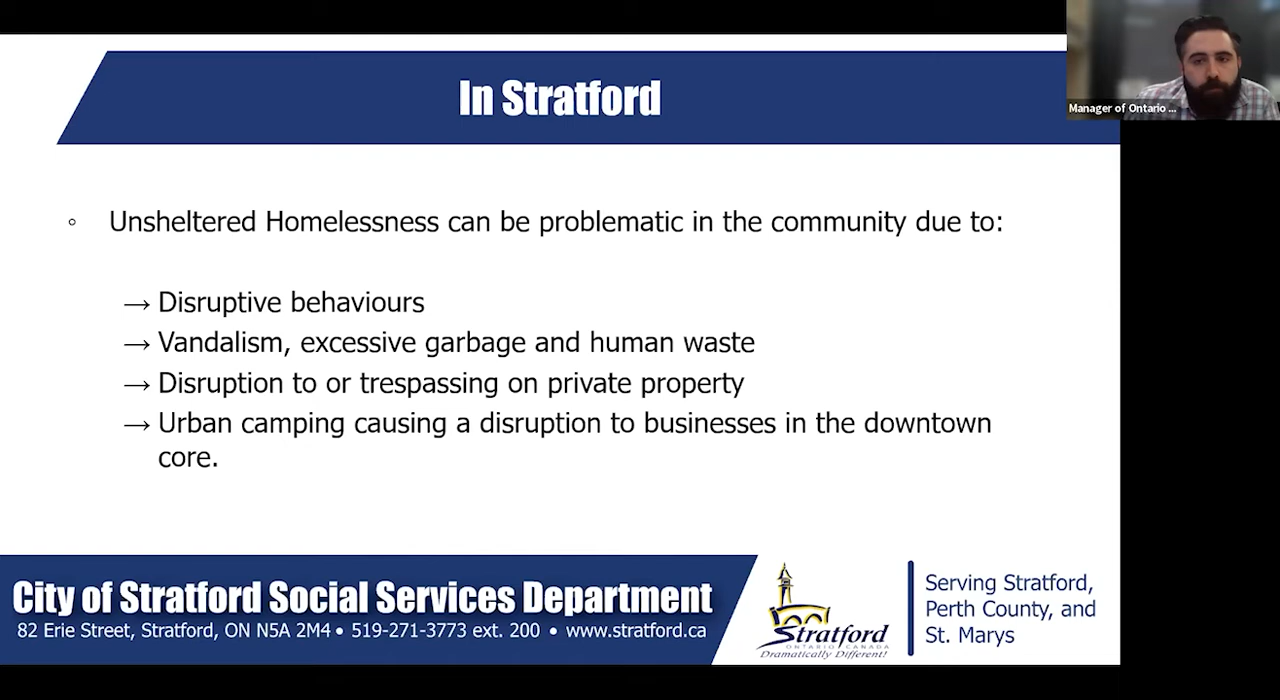 In Stratford
Manager of Ontario ...
◦ Unsheltered Homelessness can be problematic in the community due to:
→ Disruptive behaviours
→ Vandalism, excessive garbage and human waste
→ Disruption to or trespassing on private property
→ Urban camping causing a disruption to businesses in the downtown
core.
City of Stratford Social Services Department
82 Erie Street, Stratford, ON N5A 2M4 • 519-271-3773 ext. 200 • www.stratford.ca
Stratford
ONTARIO CANADA
Dramatically Different!
Serving Stratford,
Perth County, and
St. Marys